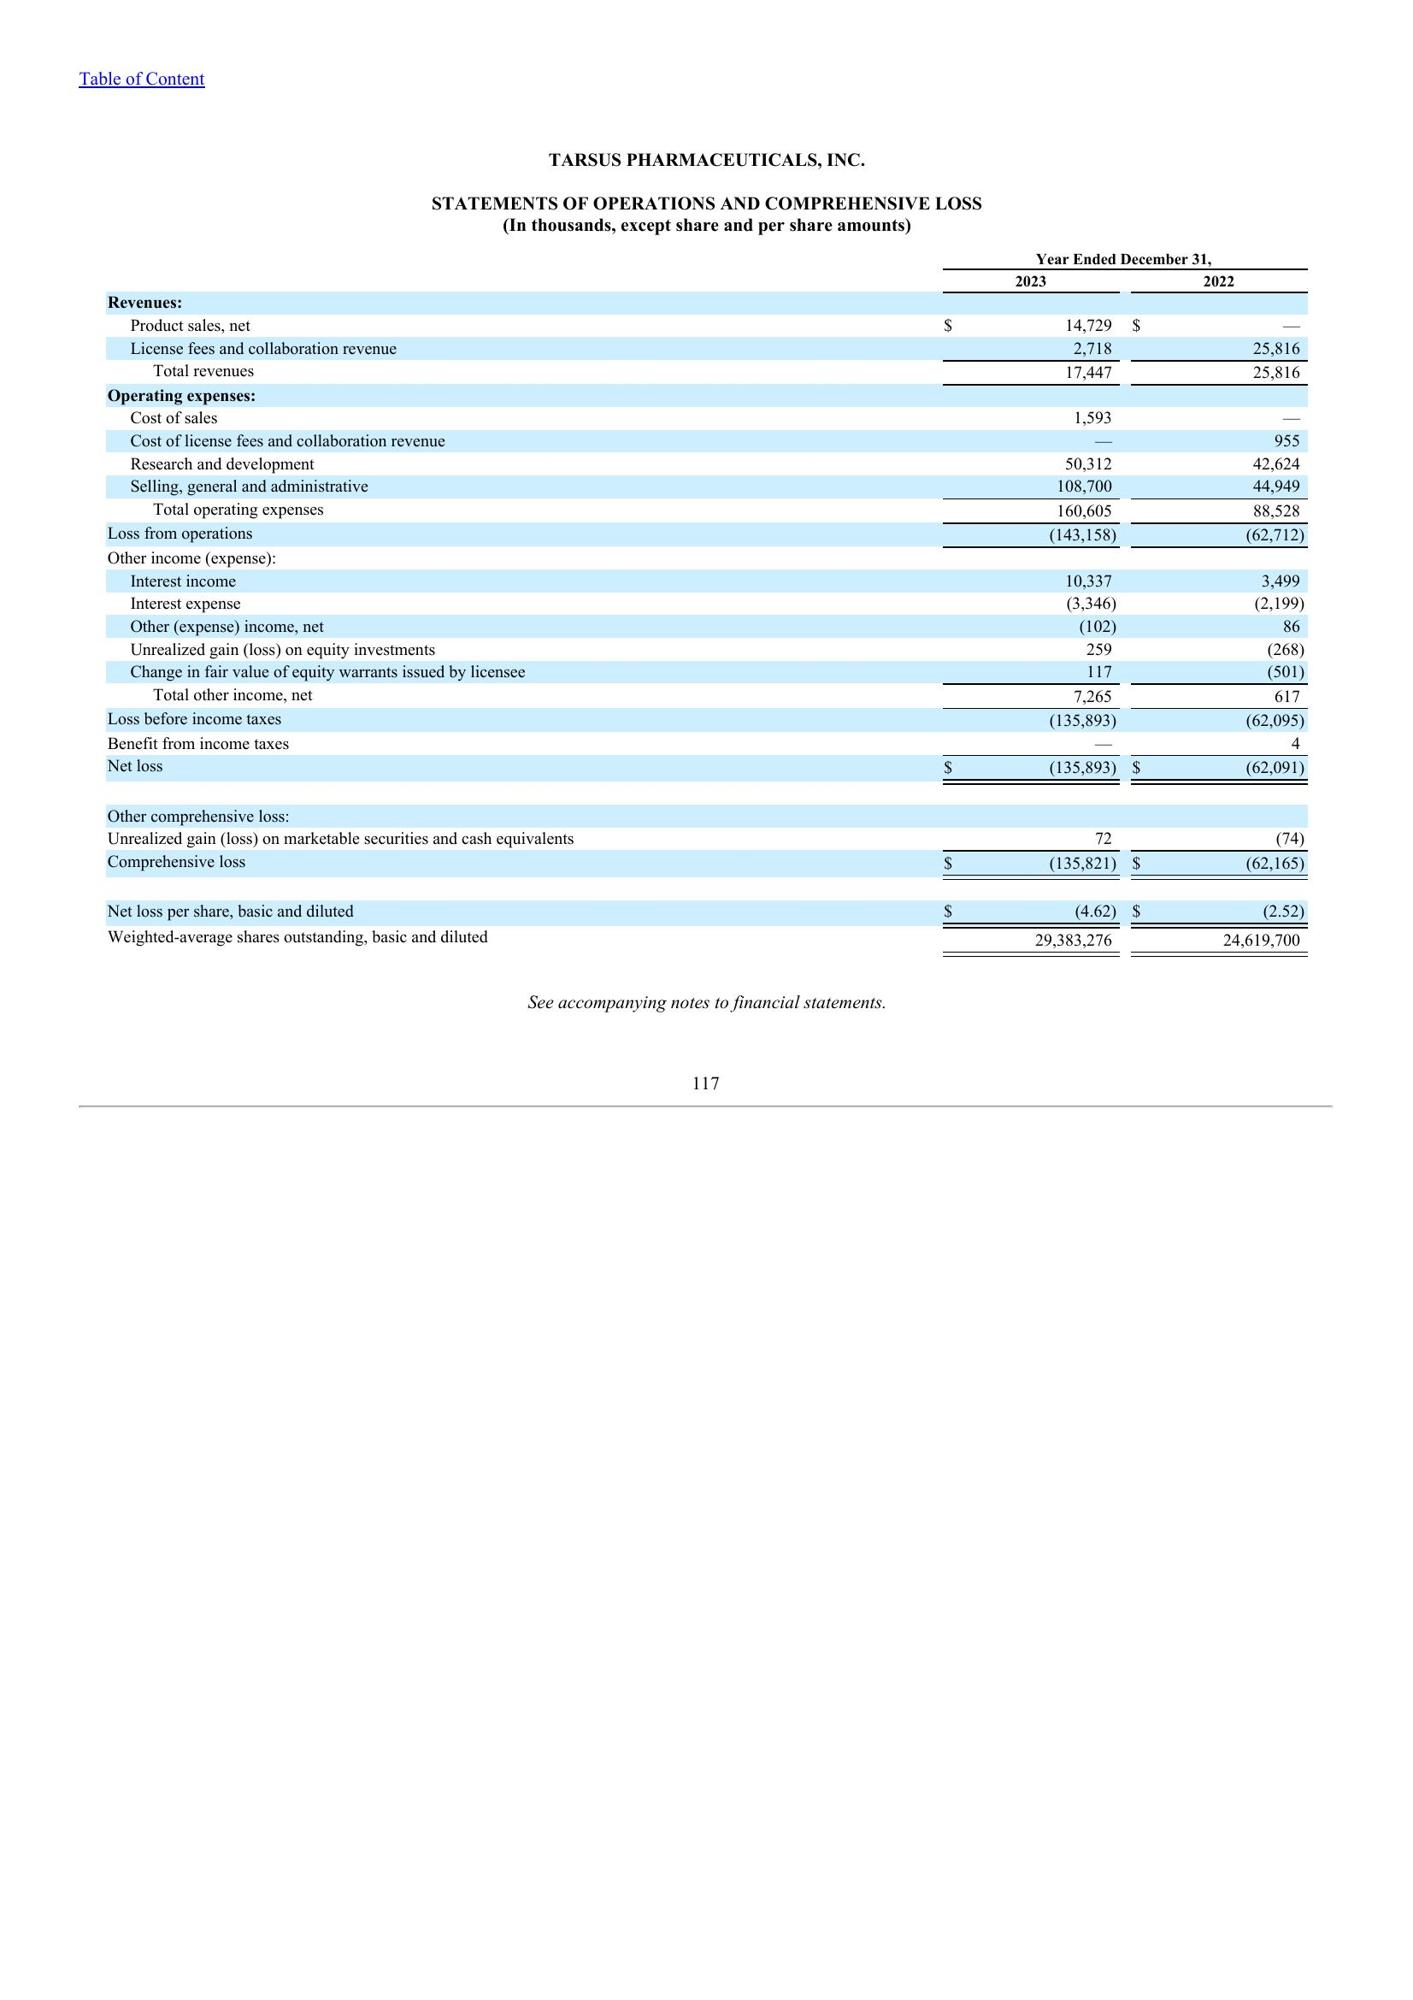 Table of Content
TARSUS PHARMACEUTICALS, INC.
STATEMENTS OF OPERATIONS AND COMPREHENSIVE LOSS
(In thousands, except share and per share amounts)
Year Ended December 31,
2023 2022
Revenues:
Product sales, net $ 14,729 $ —
License fees and collaboration revenue 2,718 25,816
Total revenues 17,447 25,816
Operating expenses:
Cost of sales 1,593 —
Cost of license fees and collaboration revenue — 955
Research and development 50,312 42,624
Selling, general and administrative 108,700 44,949
Total operating expenses 160,605 88,528
Loss from operations (143,158) (62,712)
Other income (expense):
Interest income 10,337 3,499
Interest expense (3,346) (2,199)
Other (expense) income, net (102) 86
Unrealized gain (loss) on equity investments 259 (268)
Change in fair value of equity warrants issued by licensee 117 (501)
Total other income, net 7,265 617
Loss before income taxes (135,893) (62,095)
Benefit from income taxes — 4
Net loss $ (135,893) $ (62,091)
Other comprehensive loss:
Unrealized gain (loss) on marketable securities and cash equivalents 72 (74)
Comprehensive loss $ (135,821) $ (62,165)
Net loss per share, basic and diluted $ (4.62) $ (2.52)
Weighted-average shares outstanding, basic and diluted 29,383,276 24,619,700
See accompanying notes to financial statements.
117